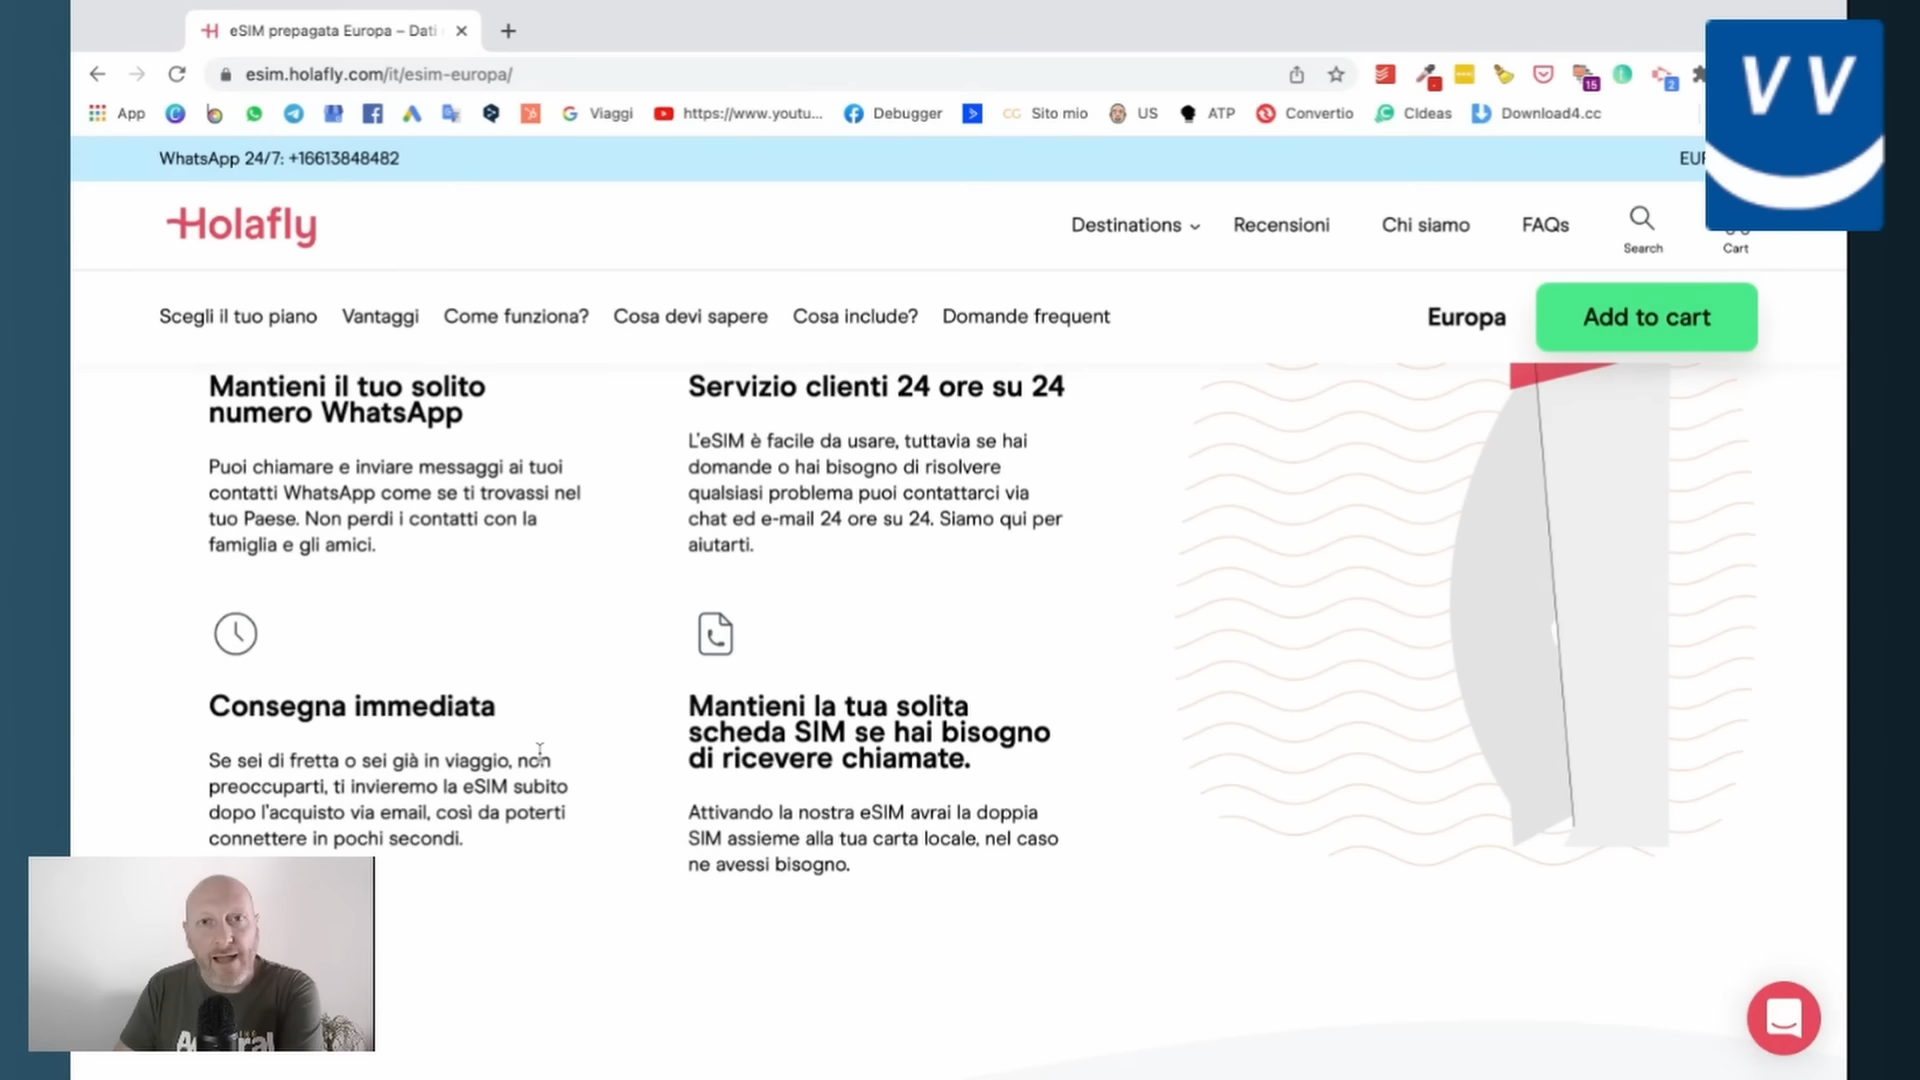 eSIM prepagata Europa – Dati
esim.holafly.com/it/esim-europa/
15
2
App
Viaggi
https://www.youtu...
Debugger
CG Sito mio
US
ATP
Convertio
CIdeas
Download4.cc
VV
WhatsApp 24/7: +16613848482
EUR
Holafly
Destinations
Recensioni
Chi siamo
FAQs
Search
Cart
Scegli il tuo piano
Vantaggi
Come funziona?
Cosa devi sapere
Cosa include?
Domande frequent
Europa
Add to cart
Mantieni il tuo solito
numero WhatsApp
Puoi chiamare e inviare messaggi ai tuoi
contatti WhatsApp come se ti trovassi nel
tuo Paese. Non perdi i contatti con la
famiglia e gli amici.
Servizio clienti 24 ore su 24
L'eSIM è facile da usare, tuttavia se hai
domande o hai bisogno di risolvere
qualsiasi problema puoi contattarci via
chat ed e-mail 24 ore su 24. Siamo qui per
aiutarti.
Consegna immediata
Se sei di fretta o sei già in viaggio, non
preoccuparti, ti invieremo la eSIM subito
dopo l'acquisto via email, così da poterti
connettere in pochi secondi.
Mantieni la tua solita
scheda SIM se hai bisogno
di ricevere chiamate.
Attivando la nostra eSIM avrai la doppia
SIM assieme alla tua carta locale, nel caso
ne avessi bisogno.